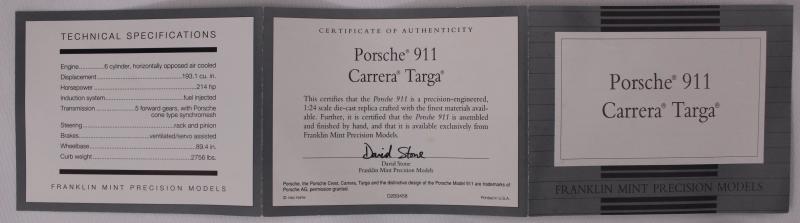 TECHNICAL SPECIFICATIONS
Engine..............6 cylinder, horizontally opposed air cooled
Displacement..............................................193.1 cu. in.
Horsepower......................................................214 hp
Induction system..........................................fuel injected
Transmission ...................5 forward gears, with Porsche
cone type synchromesh
Steering................................................rack and pinion
Brakes........................................ventilated/servo assisted
Wheelbase........................................................89.4 in.
Curb weight....................................................2756 lbs.
FRANKLIN MINT PRECISION MODELS
CERTIFICATE OF AUTHENTICITY
Porsche® 911
Carrera® Targa®
This certifies that the Porsche 911 is a precision-engineered,
1:24 scale die-cast replica crafted with the finest materials avail-
able. Further, it is certified that the Porsche 911 is assembled
and finished by hand, and that it is available exclusively from
Franklin Mint Precision Models.
David Stone
David Stone
Franklin Mint Precision Models
Porsche, the Porsche Crest, Carrera, Targa and the distinctive design of the Porsche Model 911 are trademarks of
Porsche AG, permission granted.
Printed in U.S.A.
Porsche® 911
Carrera® Targa®
FRANKLIN MINT PRECISION MODELS